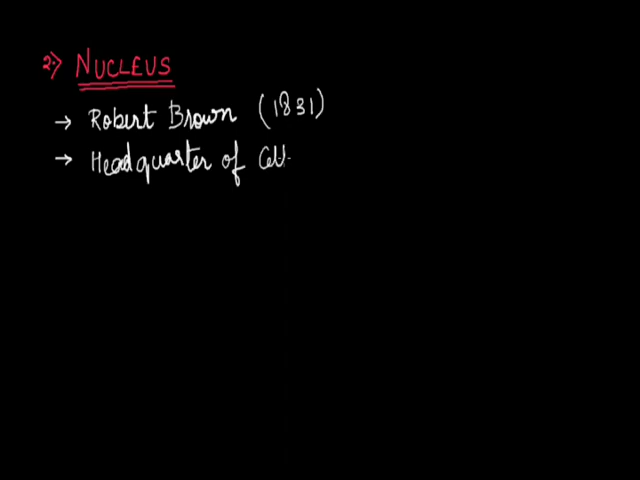 2.) NUCLEUS
→ Robert Brown (1831)
→ Headquarter of Cell.